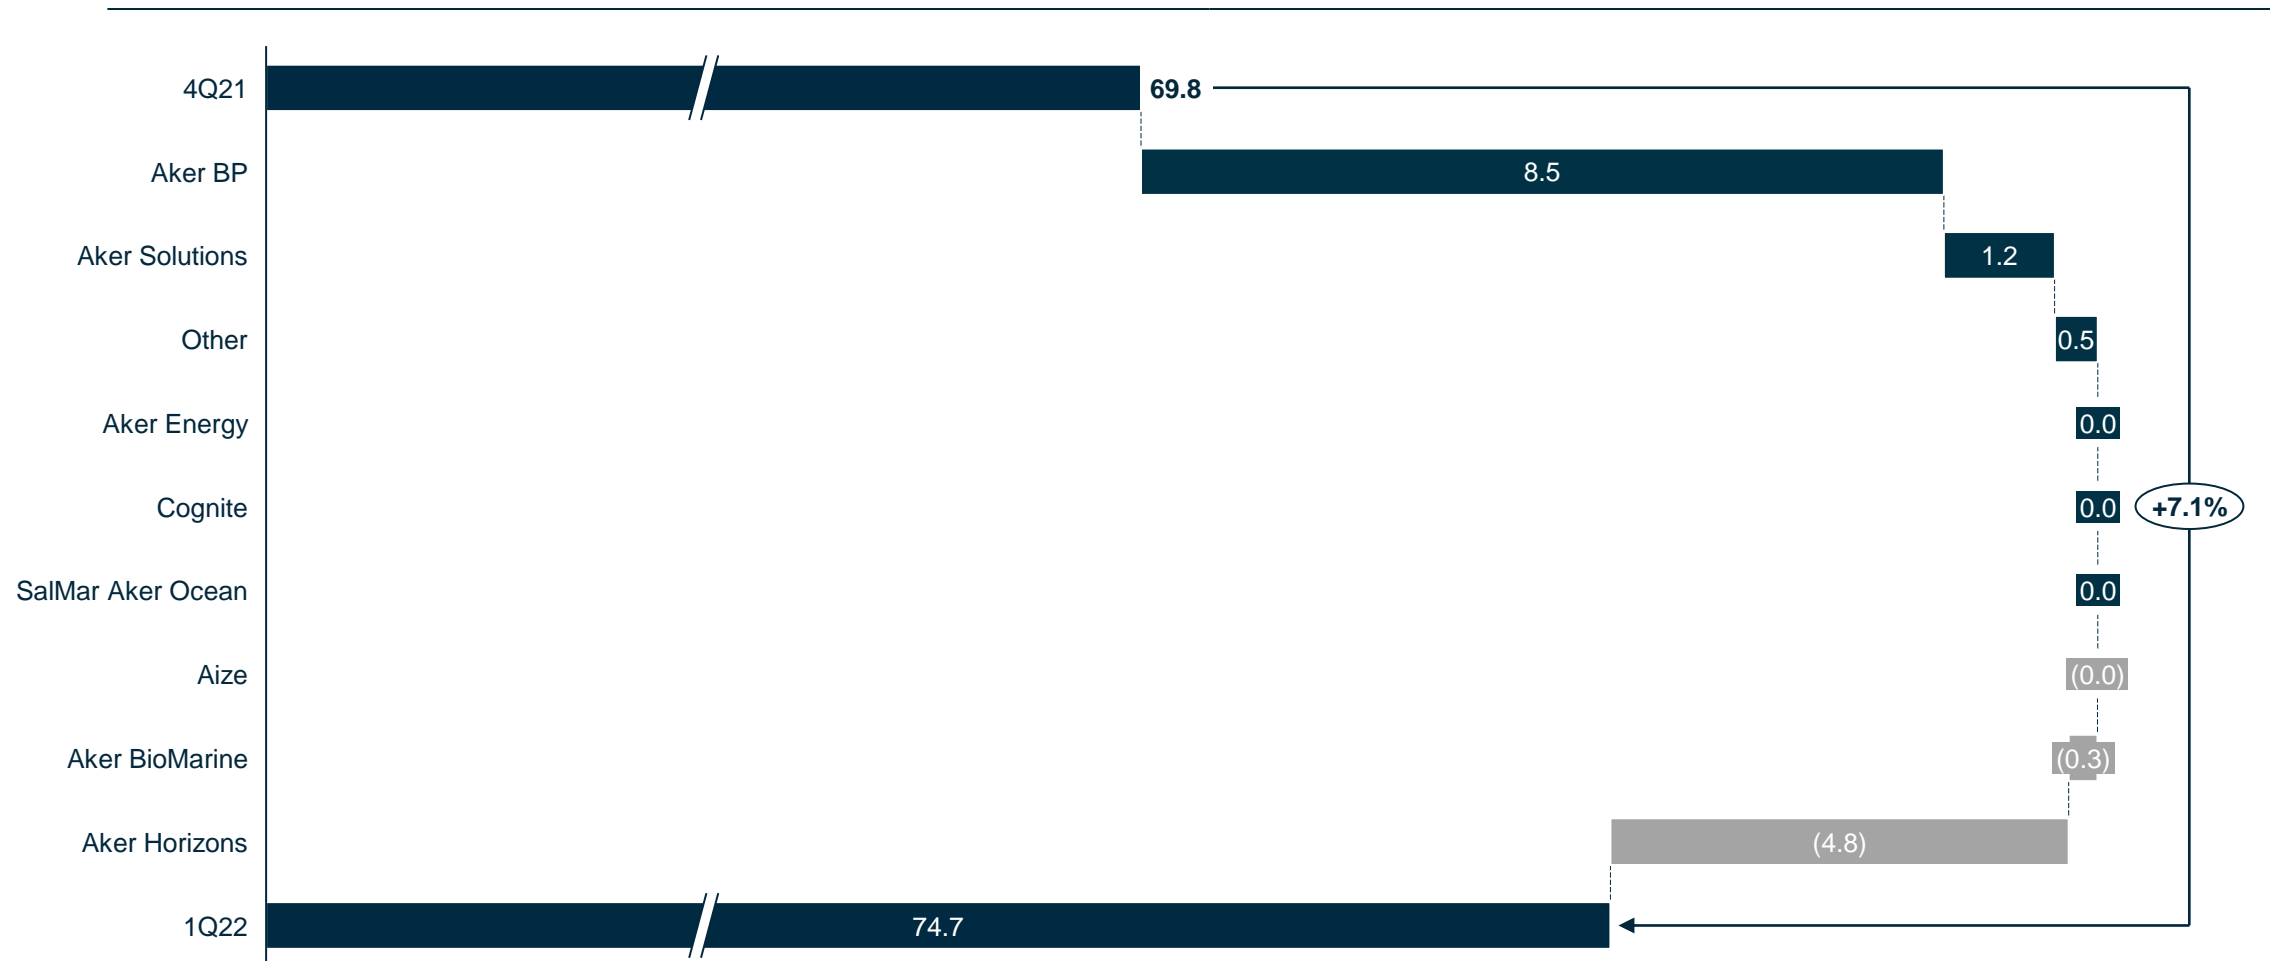 4Q21 69.8
Aker BP 8.5
Aker Solutions 1.2
Other 0.5
Aker Energy 0.0
Cognite 0.0 +7.1%
SalMar Aker Ocean 0.0
Aize (0.0)
Aker BioMarine (0.3)
Aker Horizons (4.8)
1Q22 74.7